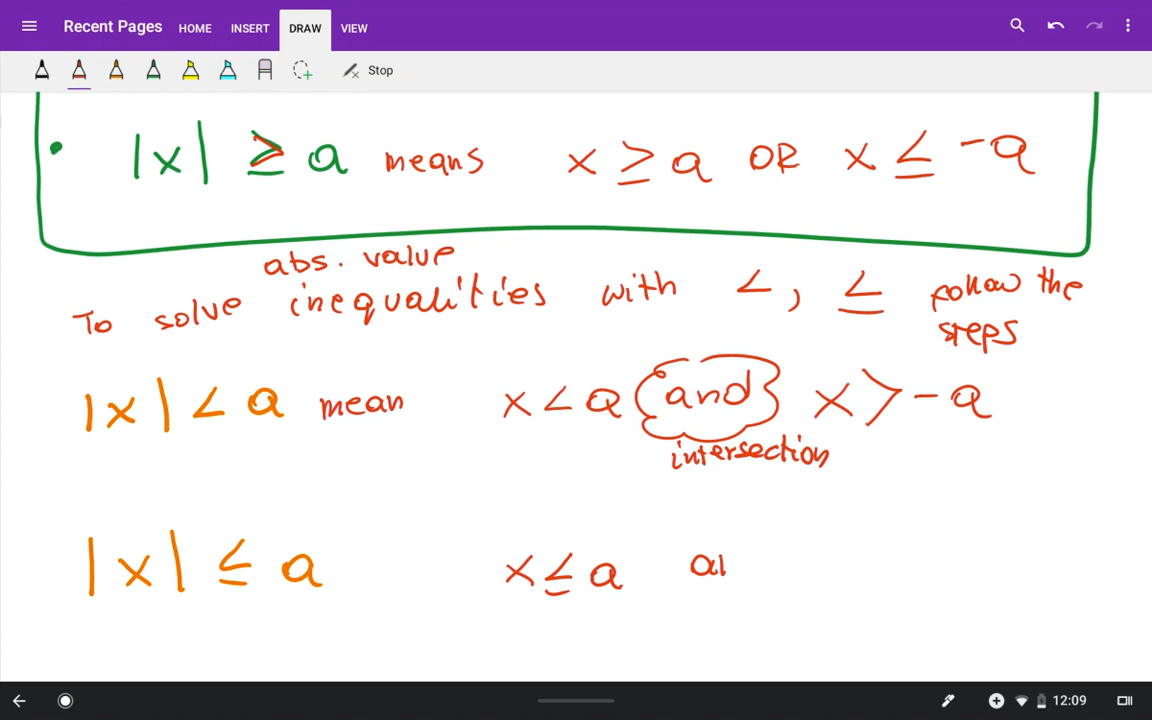 Recent Pages HOME INSERT DRAW VIEW
Stop
• |x| ≥ a means x ≥ a OR x ≤ -a
abs. value
To solve inequalities with <, ≤ follow the
steps
|x| < a mean x < a {and} x > -a
intersection
|x| ≤ a x ≤ a an
12:09